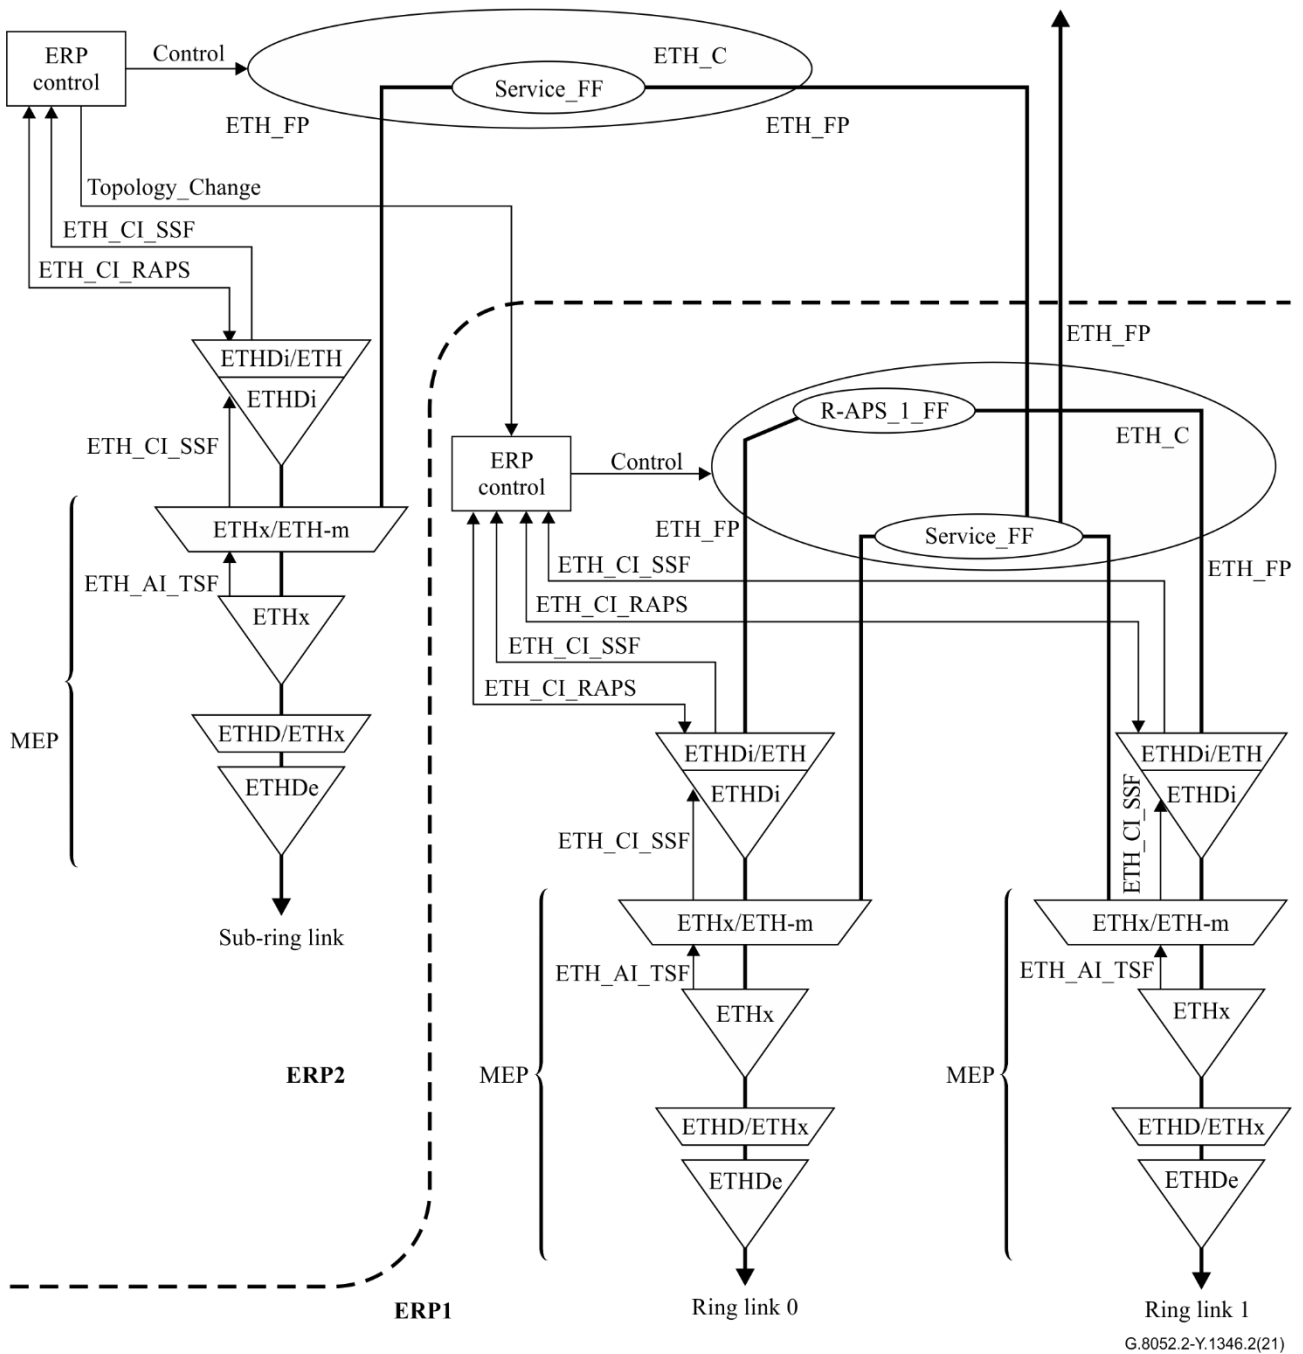 ERP
control
Control
ETH_C
Service_FF
ETH_FP
ETH_FP
Topology_Change
ETH_CI_SSF
ETH_CI_RAPS
ETHDi/ETH
ETHDi
ETH_CI_SSF
ETHx/ETH-m
ETH_AI_TSF
ETHx
MEP
ETHD/ETHx
ETHDe
Sub-ring link
ERP2
ETH_FP
R-APS_1_FF
ETH_C
ERP
control
Control
ETH_FP
Service_FF
ETH_CI_SSF
ETH_FP
ETH_CI_RAPS
ETH_CI_SSF
ETH_CI_RAPS
ETHDi/ETH
ETHDi
ETH_CI_SSF
ETHx/ETH-m
ETH_AI_TSF
ETHx
MEP
ETHD/ETHx
ETHDe
Ring link 0
ETHDi/ETH
ETHDi
ETH_CI_SSF
ETHx/ETH-m
ETH_AI_TSF
ETHx
MEP
ETHD/ETHx
ETHDe
Ring link 1
ERP1
G.8052.2-Y.1346.2(21)